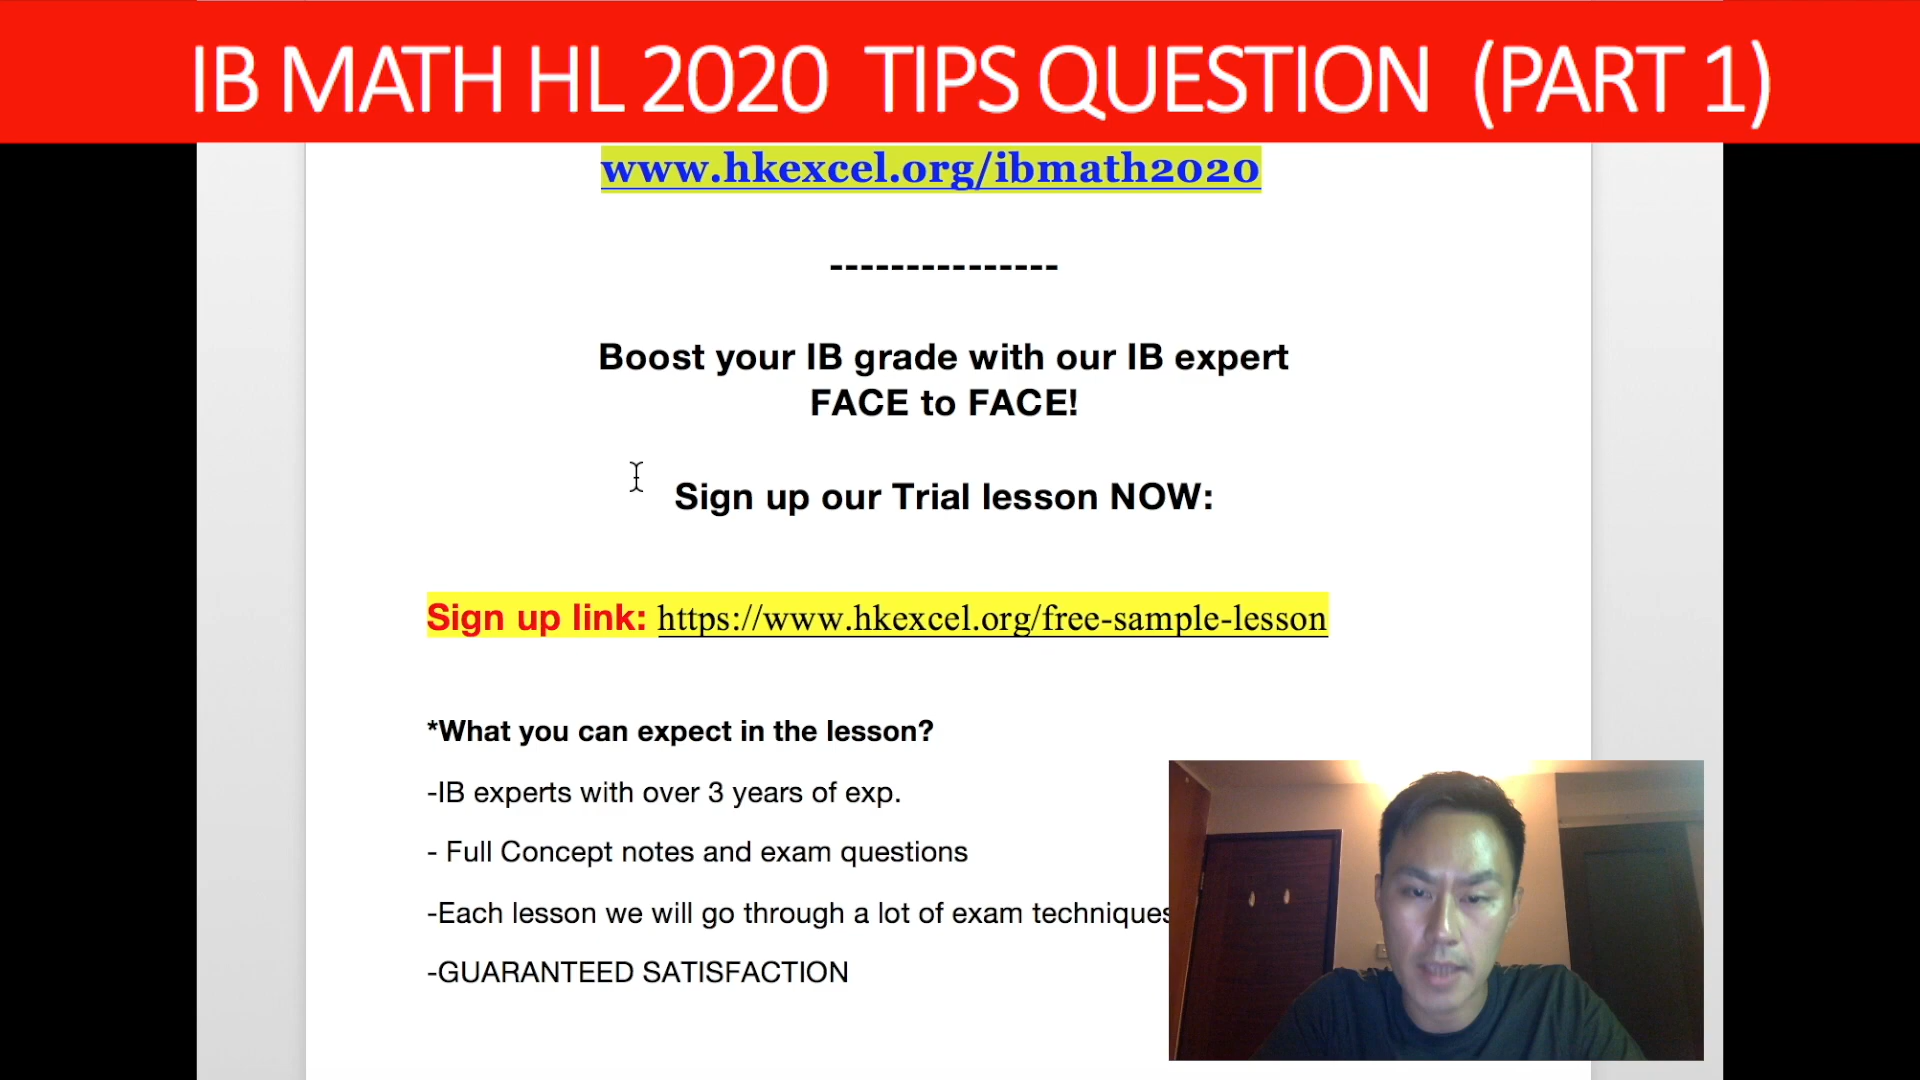 IB MATH HL 2020 TIPS QUESTION (PART 1)
www.hkexcel.org/ibmath2020
---------------
Boost your IB grade with our IB expert
FACE to FACE!
Sign up our Trial lesson NOW:
Sign up link: https://www.hkexcel.org/free-sample-lesson
*What you can expect in the lesson?
-IB experts with over 3 years of exp.
- Full Concept notes and exam questions
-Each lesson we will go through a lot of exam techniques
-GUARANTEED SATISFACTION